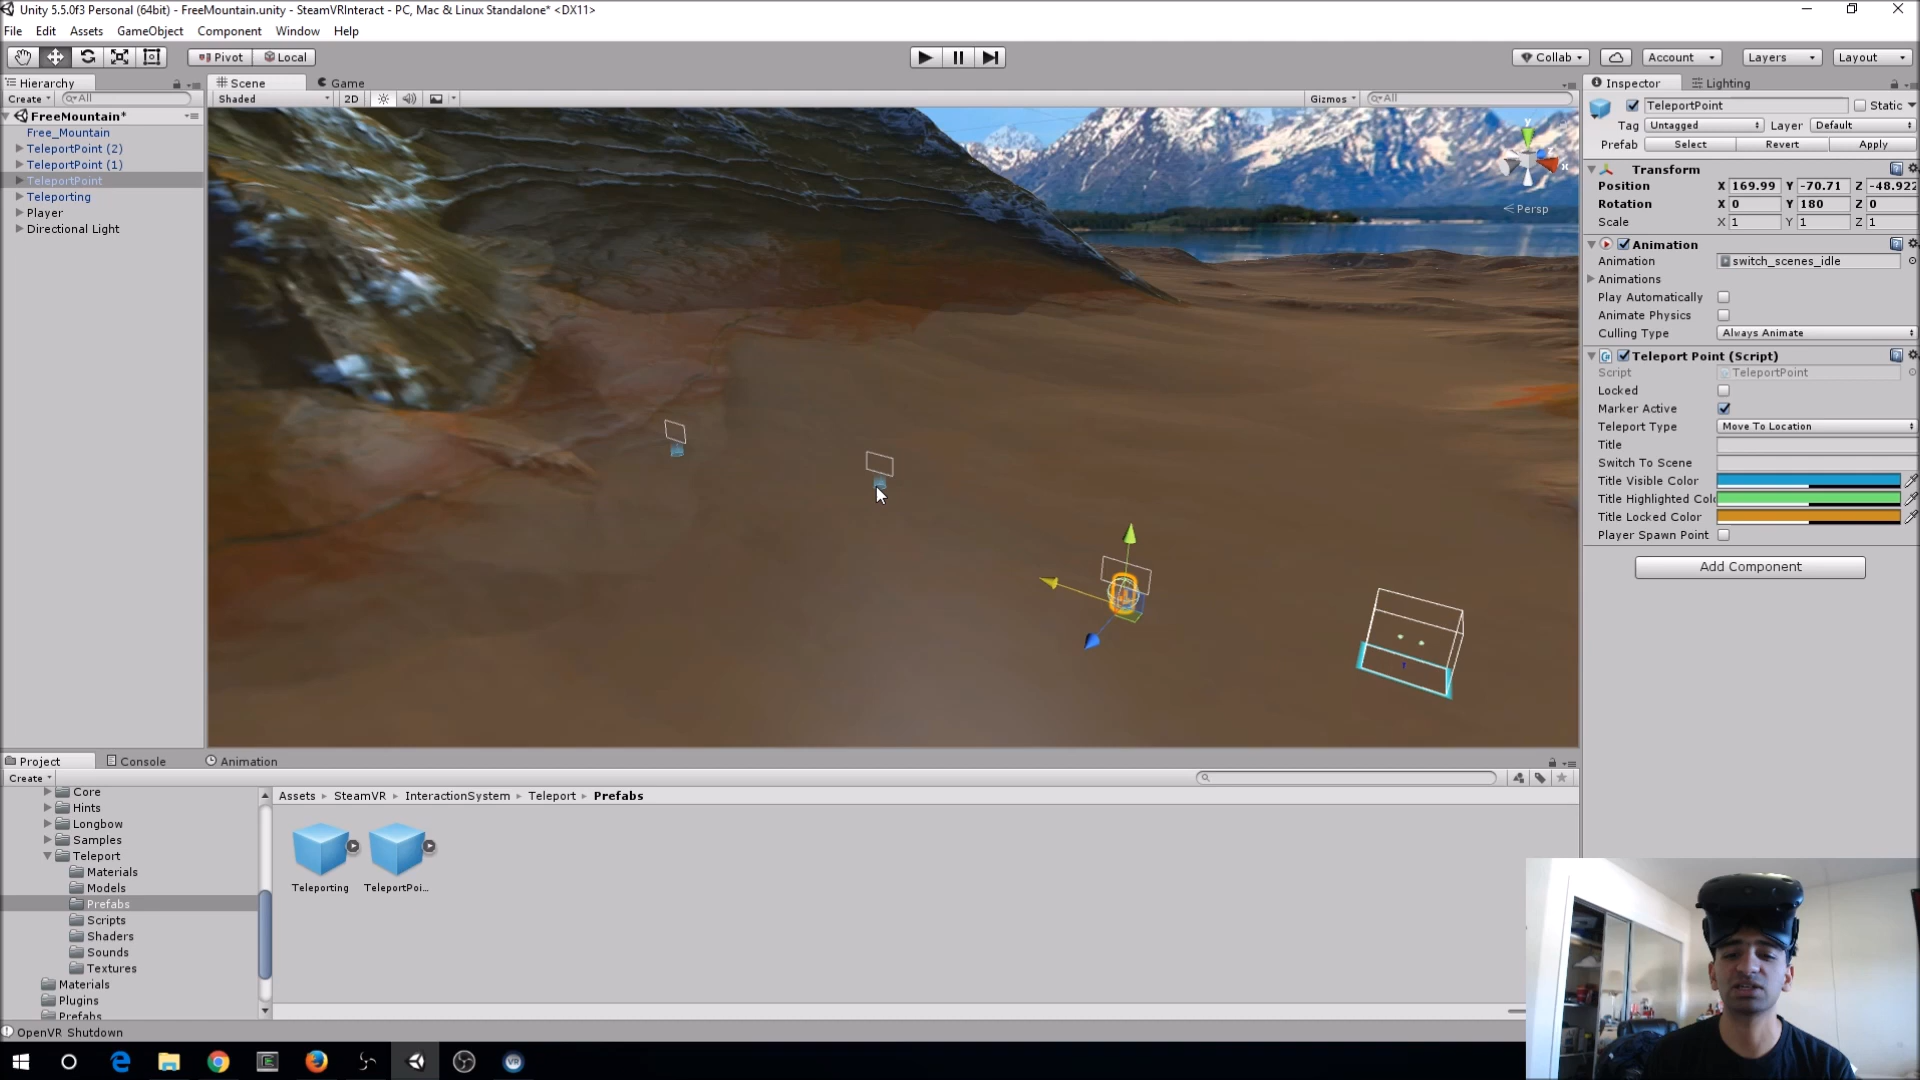 Unity 5.5.0f3 Personal (64bit) - FreeMountain.unity - SteamVRInteract - PC, Mac & Linux Standalone* <DX11>
File Edit Assets GameObject Component Window Help
Pivot Local Collab Account Layers Layout
Hierarchy
Create All
FreeMountain*
Free_Mountain
TeleportPoint (2)
TeleportPoint (1)
TeleportPoint
Teleporting
Player
Directional Light
Scene Game
Shaded 2D Gizmos All
y
x
Persp
Inspector Lighting
TeleportPoint Static
Tag Untagged Layer Default
Prefab Select Revert Apply
Transform
Position X 169.99 Y -70.71 Z -48.922
Rotation X 0 Y 180 Z 0
Scale X 1 Y 1 Z 1
Animation
Animation switch_scenes_idle
Animations
Play Automatically
Animate Physics
Culling Type Always Animate
Teleport Point (Script)
Script TeleportPoint
Locked
Marker Active
Teleport Type Move To Location
Title
Switch To Scene
Title Visible Color
Title Highlighted Colo
Title Locked Color
Player Spawn Point
Add Component
Project Console Animation
Create
Core
Hints
Longbow
Samples
Teleport
Materials
Models
Prefabs
Scripts
Shaders
Sounds
Textures
Materials
Plugins
Prefabs
Assets SteamVR InteractionSystem Teleport Prefabs
Teleporting TeleportPoi...
OpenVR Shutdown